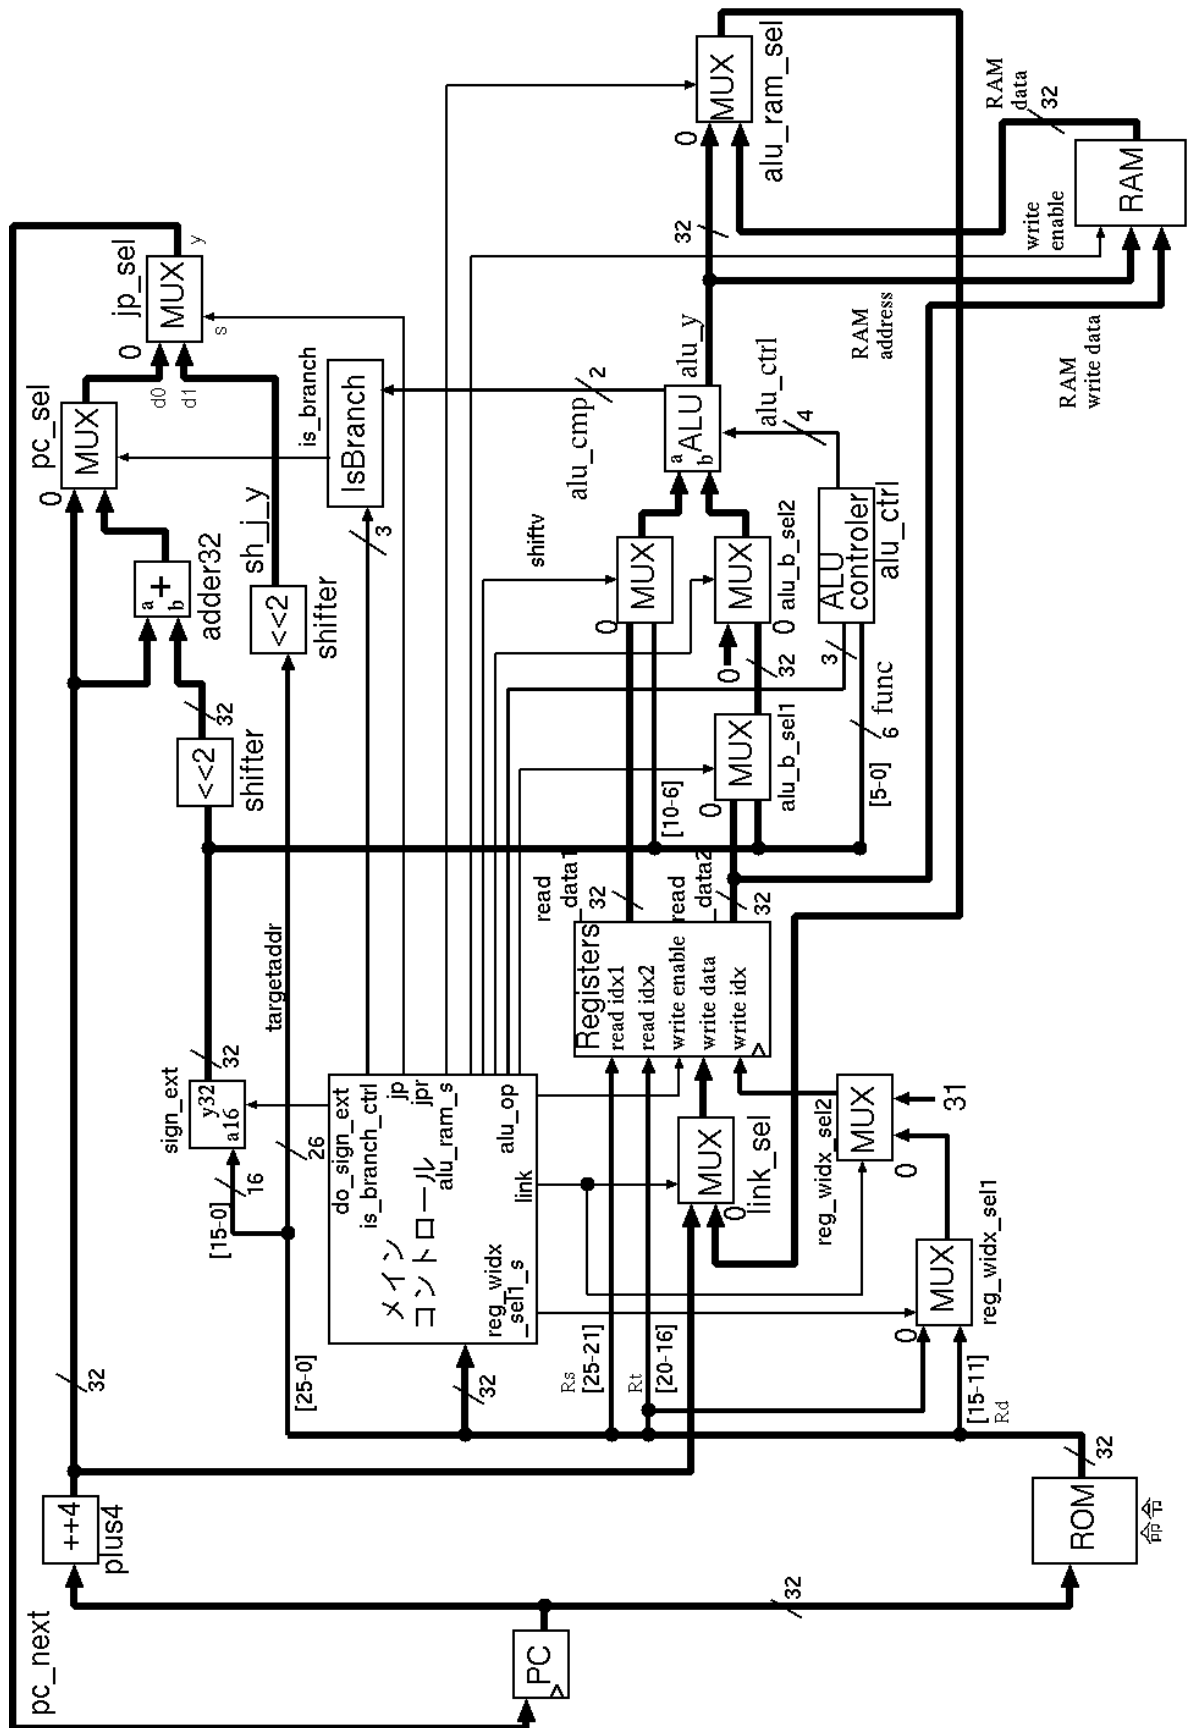 pc_next
PC
++4
plus4
32
32
ROM
命令
32
[25-0]
[15-0]
16
sign_ext
a16
y32
32
26
targetaddr
32
メイン
コントロール
do_sign_ext
is_branch_ctrl
jp
jpr
alu_ram_s
alu_op
link
reg_widx
_sel1_s
Rs
[25-21]
Rt
[20-16]
[15-11]
Rd
0
MUX
reg_widx_sel1
0
MUX
reg_widx_sel2
31
0
MUX
link_sel
Registers
read idx1
read idx2
write enable
write data
write idx
read
_data1
32
read
_data2
32
<<2
shifter
32
a
b
+
adder32
<<2
shifter
sh_j_y
0
MUX
pc_sel
d0
d1
0
MUX
jp_sel
s
y
3
IsBranch
is_branch
[10-6]
[5-0]
6
func
3
0
MUX
alu_b_sel1
32
0
0
MUX
alu_b_sel2
0
MUX
shiftv
ALU
controler
alu_ctrl
4
alu_ctrl
a
b
ALU
alu_cmp
2
alu_y
32
0
MUX
alu_ram_sel
RAM
address
RAM
write data
write
enable
RAM
RAM
data
32